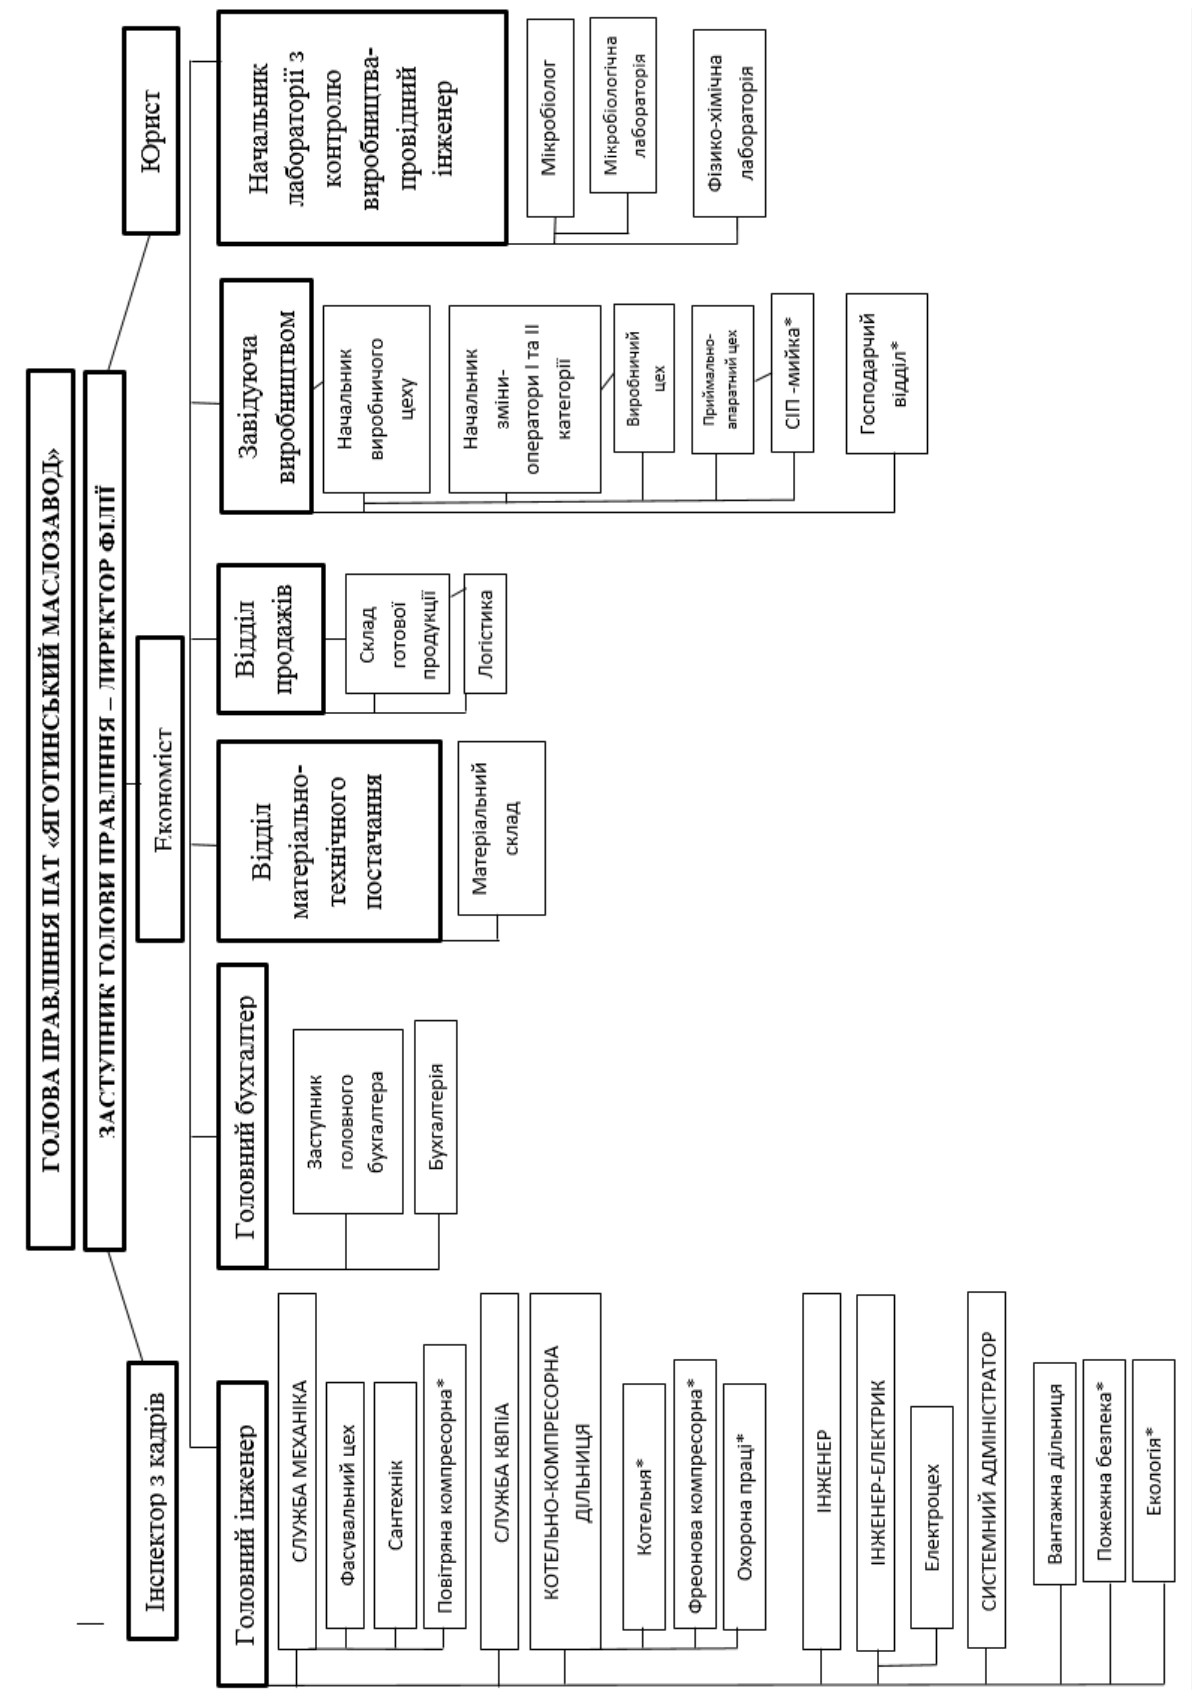 ГОЛОВА ПРАВЛІННЯ ПАТ «ЯГОТИНСЬКИЙ МАСЛОЗАВОД»
ЗАСТУПНИК ГОЛОВИ ПРАВЛІННЯ – ДИРЕКТОР ФІЛІЇ
Інспектор з кадрів
Економіст
Юрист
Головний інженер
СЛУЖБА МЕХАНІКА
Фасувальний цех
Сантехнік
Повітряна компресорна*
СЛУЖБА КВПіА
КОТЕЛЬНО-КОМПРЕСОРНА
ДІЛЬНИЦЯ
Котельня*
Фреонова компресорна*
Охорона праці*
ІНЖЕНЕР
ІНЖЕНЕР-ЕЛЕКТРИК
Електроцех
СИСТЕМНИЙ АДМІНІСТРАТОР
Вантажна дільниця
Пожежна безпека*
Екологія*
Головний бухгалтер
Заступник
головного
бухгалтера
Бухгалтерія
Відділ
матеріально-
технічного
постачання
Матеріальний
склад
Відділ
продажів
Склад
готової
продукції
Логістика
Завідуюча
виробництвом
Начальник
виробничого
цеху
Начальник
зміни-
оператори І та ІІ
категорії
Виробничий
цех
Приймально-
апаратний цех
СІП -мийка*
Господарчий
відділ*
Начальник
лабораторії з
контролю
виробництва-
провідний
інженер
Мікробіолог
Мікробіологічна
лабораторія
Фізико-хімічна
лабораторія